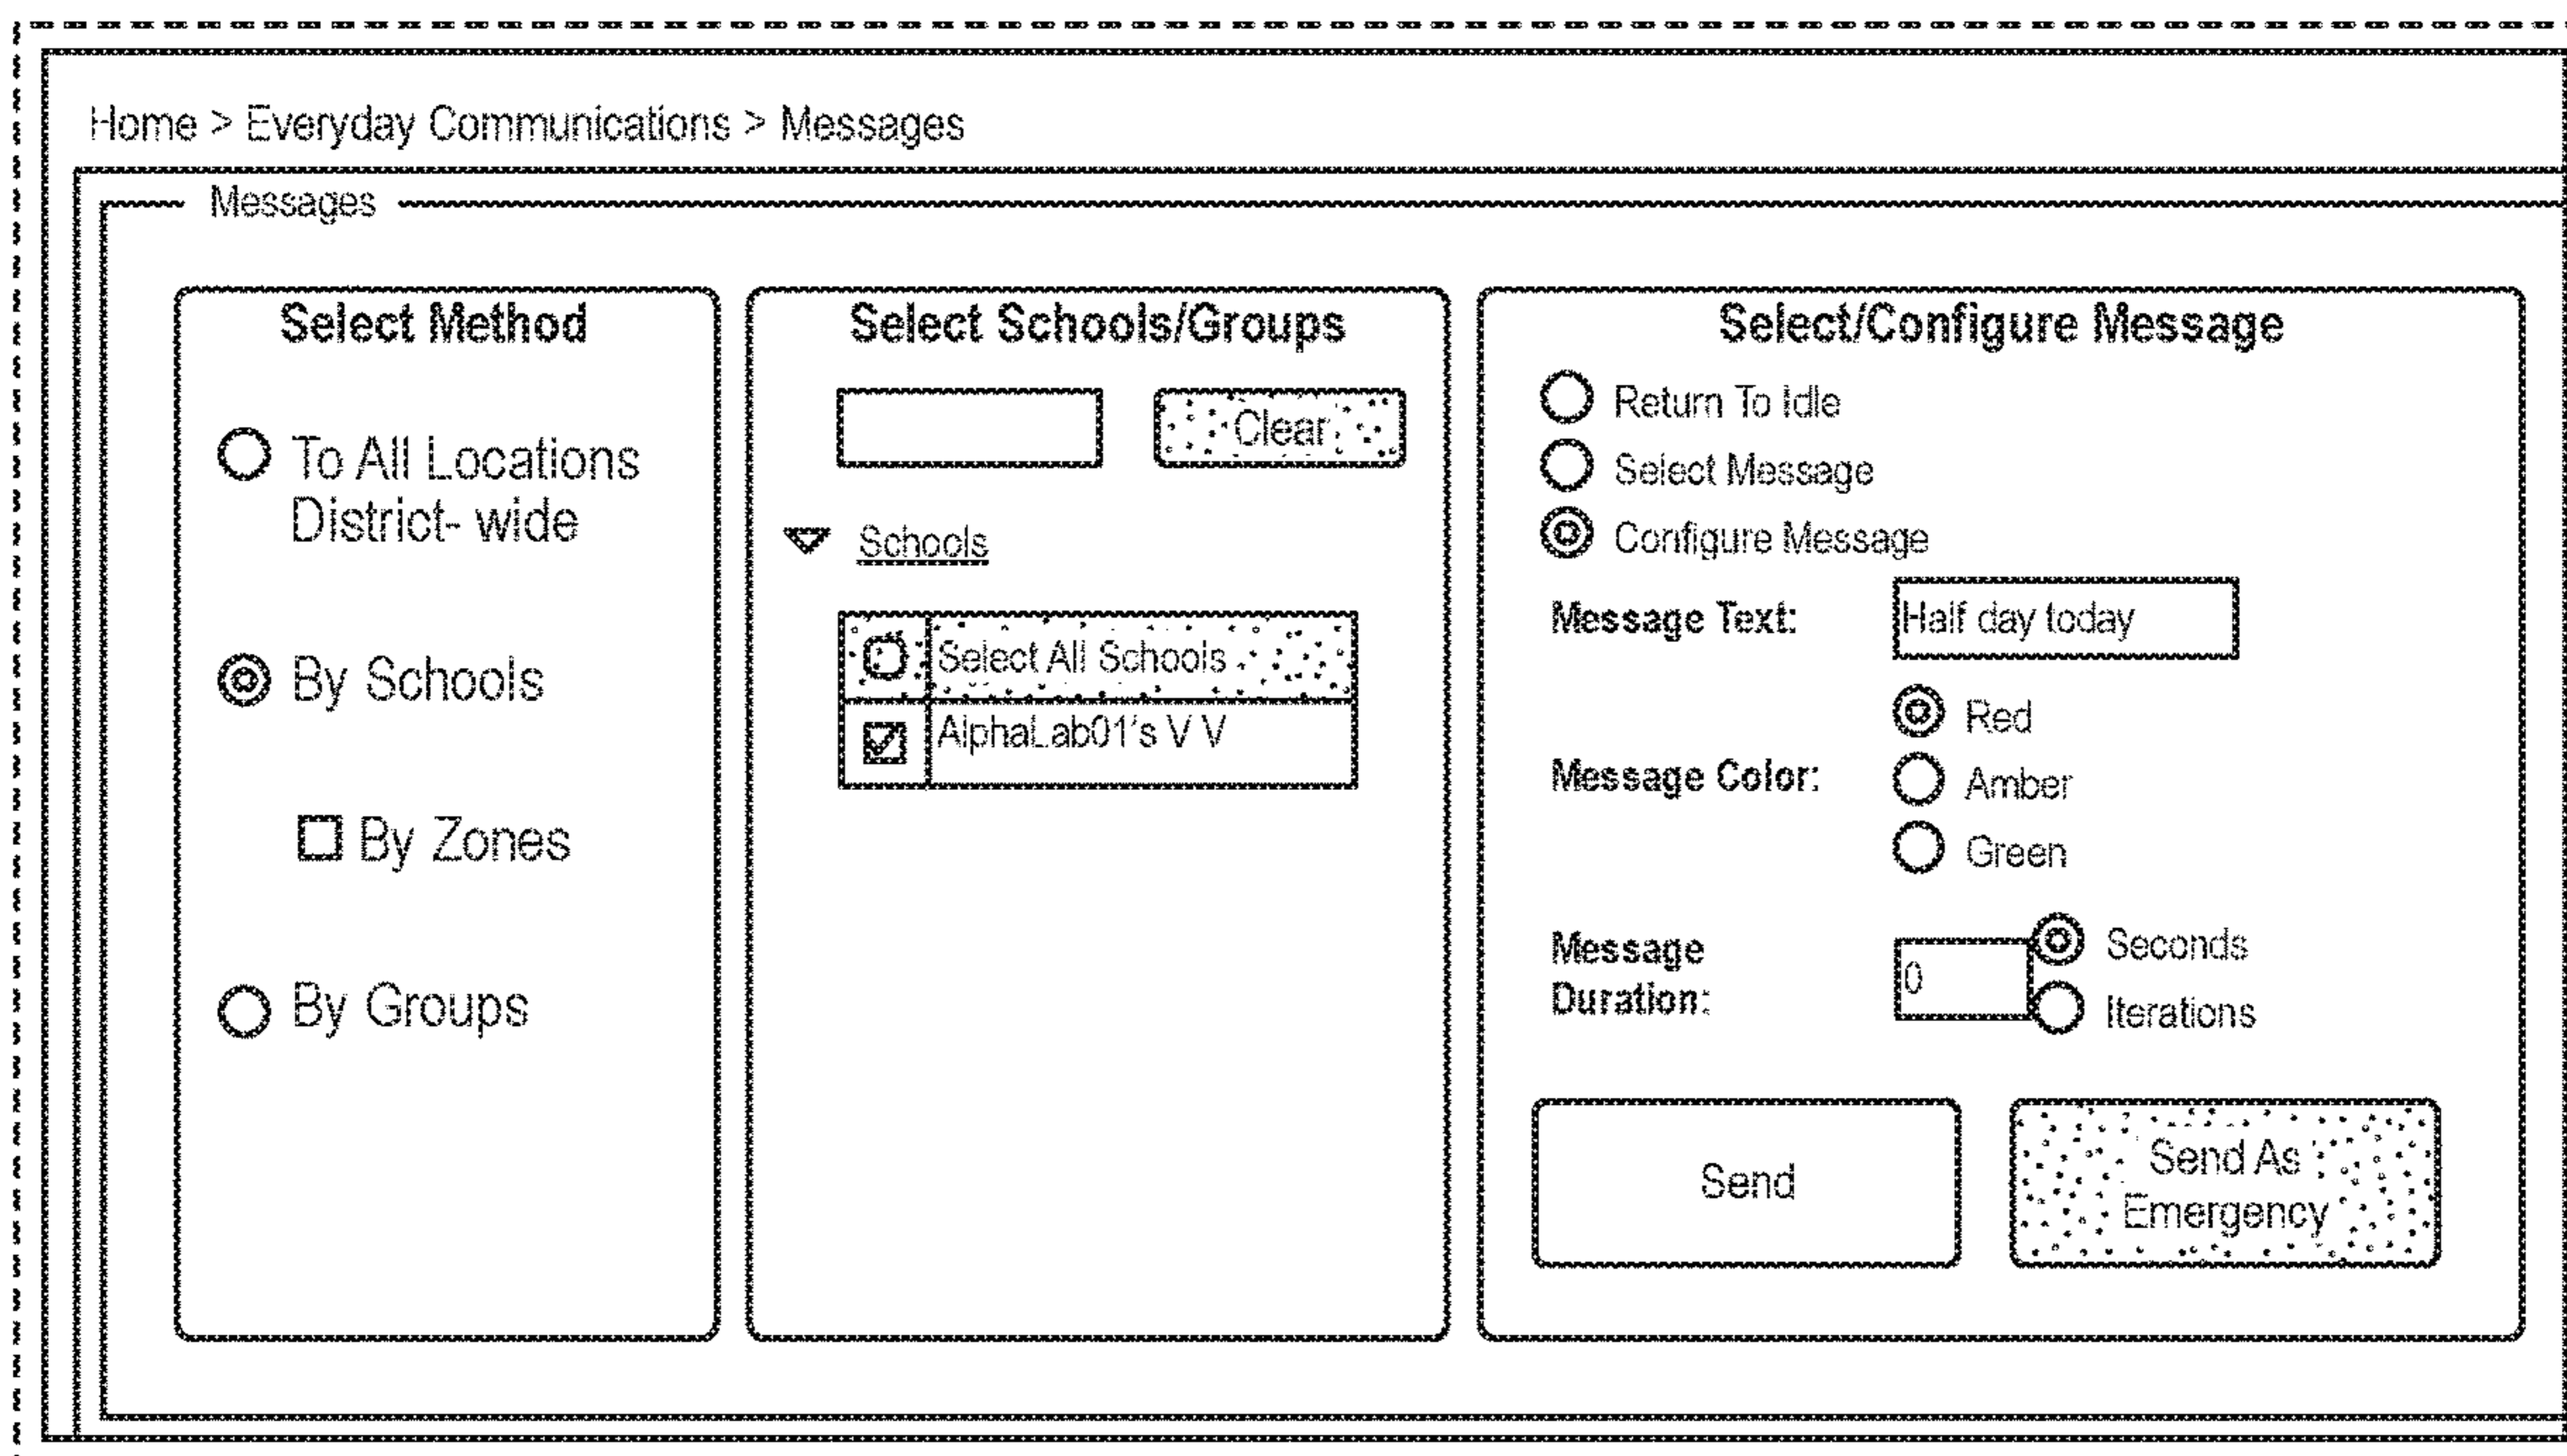 Home > Everyday Communications > Messages
Messages
Select Method
To All Locations
District- wide
By Schools
By Zones
By Groups
Select Schools/Groups
Clear
Schools
Select All Schools
AlphaLab01's V V
Select/Configure Message
Return To Idle
Select Message
Configure Message
Message Text:
Half day today
Message Color:
Red
Amber
Green
Message
Duration:
0
Seconds
Iterations
Send
Send As
Emergency